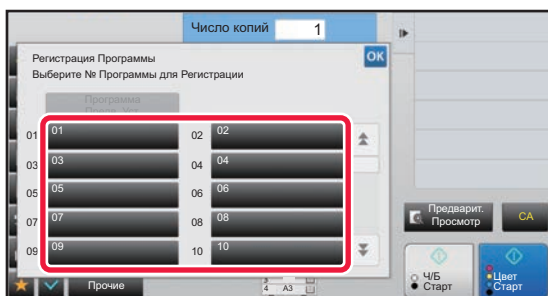 Число копий 1
Регистрация Программы OK
Выберите № Программы для Регистрации
Программа
01 01 02 02
03 03 04 04
05 05 06 06
07 07 08 08
09 09 10 10
Предварит.
Просмотр
CA
Прочие
4 A3
Ч/Б
Старт
Цвет
Старт